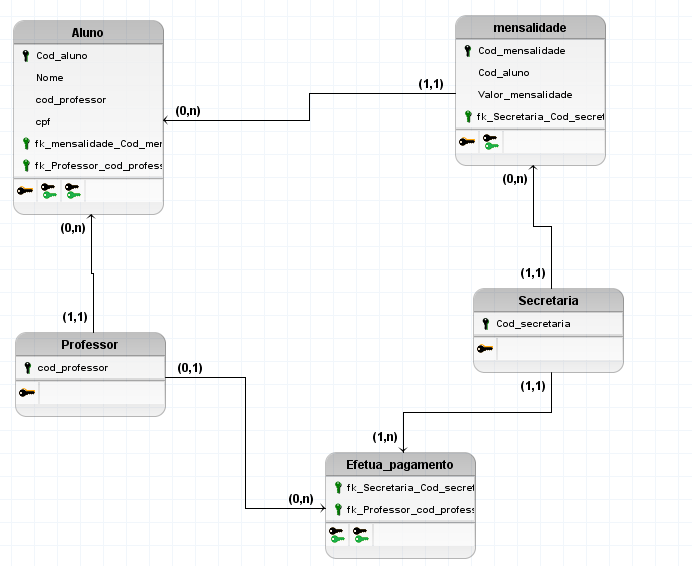 Aluno
Cod_aluno
Nome
cod_professor
cpf
fk_mensalidade_Cod_mer
fk_Professor_cod_profess
(0,n)
(1,1)
mensalidade
Cod_mensalidade
Cod_aluno
Valor_mensalidade
fk_Secretaria_Cod_secret
(0,n)
(1,1)
(0,n)
(1,1)
Secretaria
Cod_secretaria
Professor
cod_professor
(0,1)
(0,n)
(1,1)
(1,n)
Efetua_pagamento
fk_Secretaria_Cod_secret
fk_Professor_cod_profess